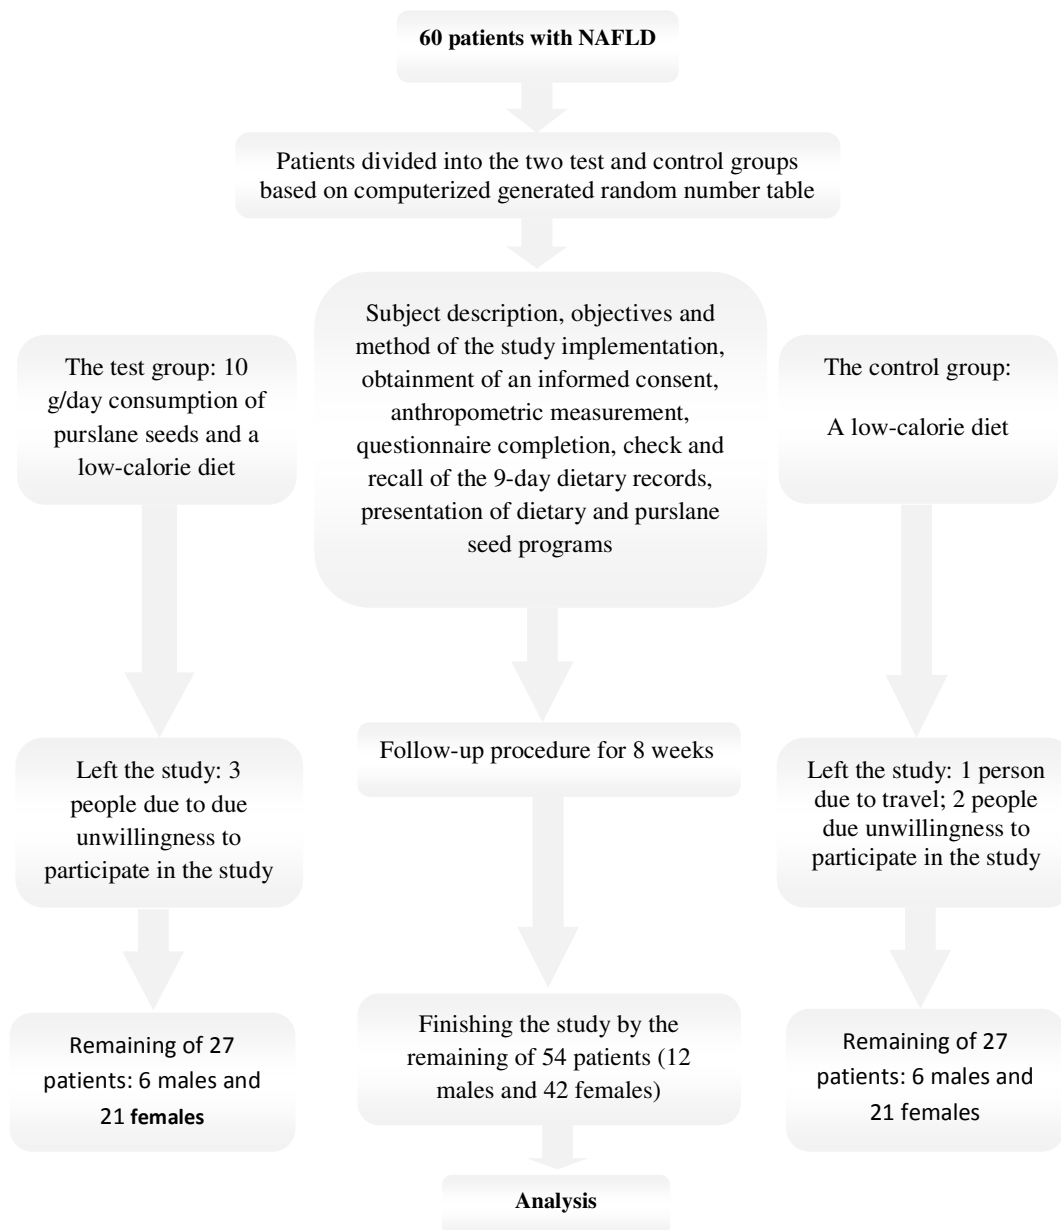 60 patients with NAFLD
Patients divided into the two test and control groups
based on computerized generated random number table
The test group: 10
g/day consumption of
purslane seeds and a
low-calorie diet
Subject description, objectives and
method of the study implementation,
obtainment of an informed consent,
anthropometric measurement,
questionnaire completion, check and
recall of the 9-day dietary records,
presentation of dietary and purslane
seed programs
The control group:
A low-calorie diet
Left the study: 3
people due to due
unwillingness to
participate in the study
Follow-up procedure for 8 weeks
Left the study: 1 person
due to travel; 2 people
due unwillingness to
participate in the study
Remaining of 27
patients: 6 males and
21 females
Finishing the study by the
remaining of 54 patients (12
males and 42 females)
Remaining of 27
patients: 6 males and
21 females
Analysis